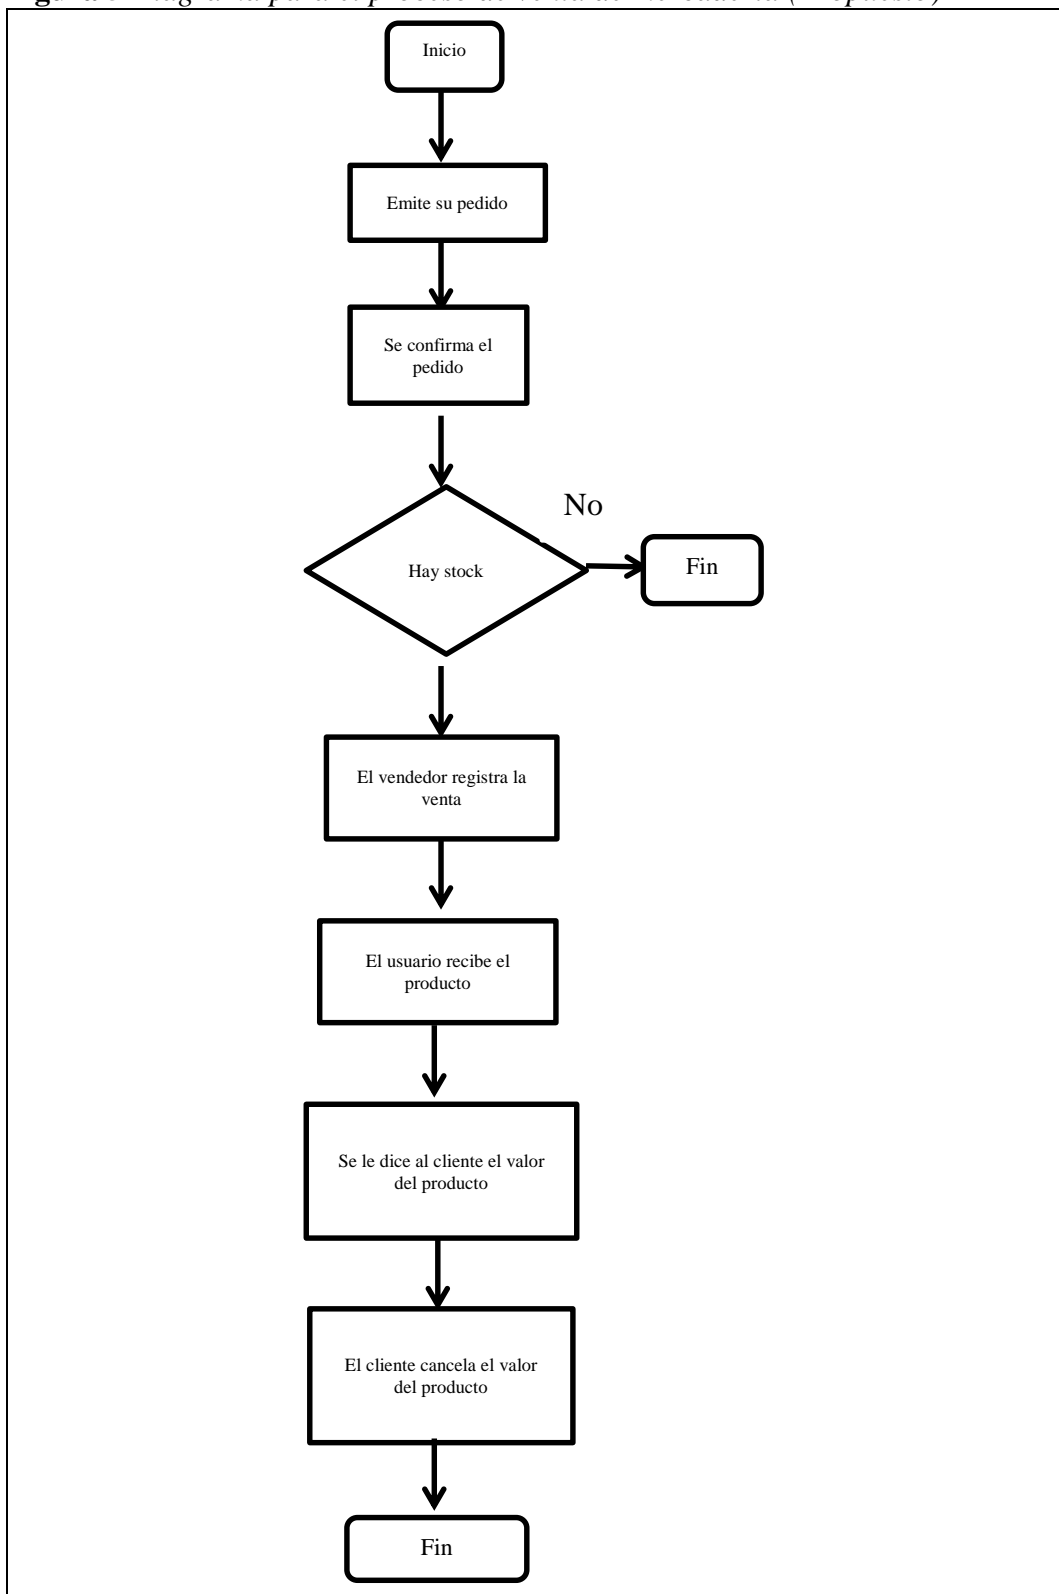 Inicio
Emite su pedido
Se confirma el
pedido
No
Hay stock
Fin
El vendedor registra la
venta
El usuario recibe el
producto
Se le dice al cliente el valor
del producto
El cliente cancela el valor
del producto
Fin